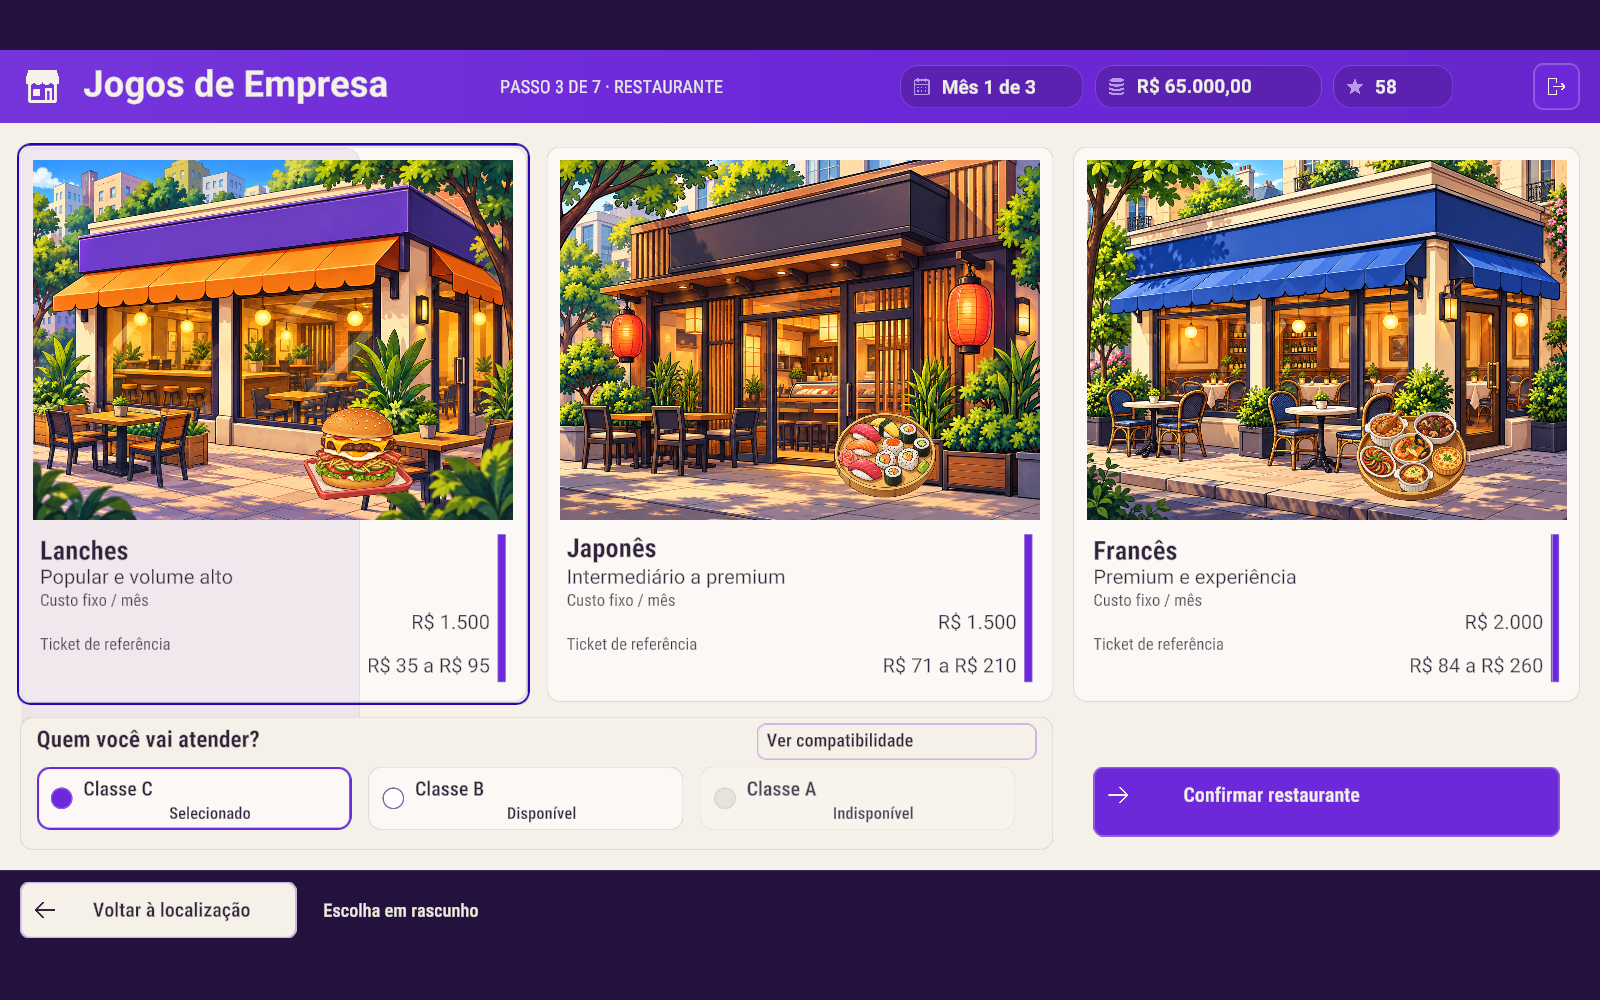 Jogos de Empresa
PASSO 3 DE 7 · RESTAURANTE
Mês 1 de 3
R$ 65.000,00
58
Lanches
Popular e volume alto
Custo fixo / mês
R$ 1.500
Ticket de referência
R$ 35 a R$ 95
Japonês
Intermediário a premium
Custo fixo / mês
R$ 1.500
Ticket de referência
R$ 71 a R$ 210
Francês
Premium e experiência
Custo fixo / mês
R$ 2.000
Ticket de referência
R$ 84 a R$ 260
Quem você vai atender?
Ver compatibilidade
Classe C
Selecionado
Classe B
Disponível
Classe A
Indisponível
Confirmar restaurante
Voltar à localização
Escolha em rascunho